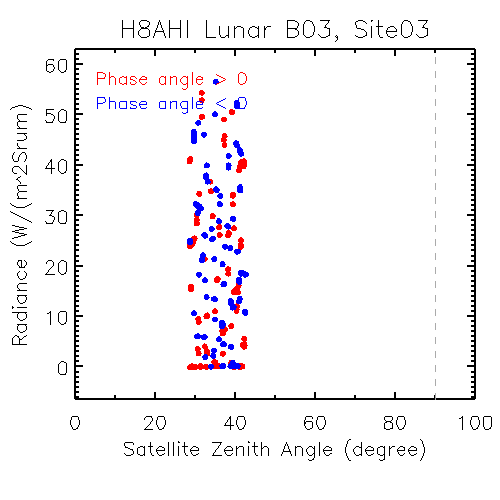 H8AHI Lunar B03, Site03
Phase angle > 0
Phase angle < 0
Radiance (W/(m^2Srum)
60
50
40
30
20
10
0
0 20 40 60 80 100
Satellite Zenith Angle (degree)